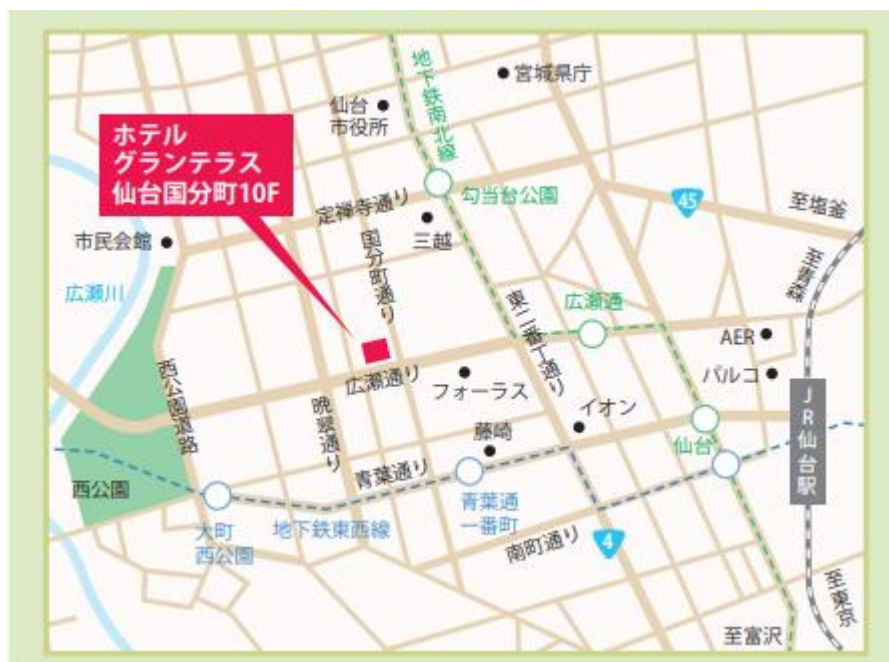 地下鉄南北線
宮城県庁
仙台
市役所
ホテル
グランテラス
仙台国分町10F
勾当台公園
45
至塩釜
定禅寺通り
三越
市民会館
国分町通り
至青森
広瀬川
東二番丁通り
広瀬通
AER
パルコ
広瀬通り
フォーラス
西公園道路
晩翠通り
イオン
JR仙台駅
藤崎
仙台
青葉通り
西公園
青葉通
一番町
大町
西公園
地下鉄東西線
南町通り
4
至東京
至富沢